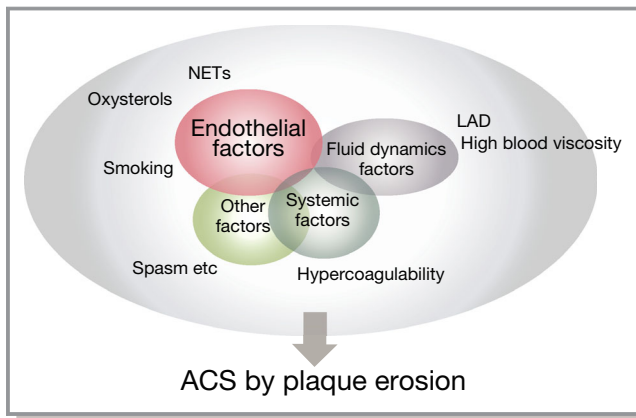 NETs
Oxysterols
Endothelial
factors
LAD
High blood viscosity
Fluid dynamics
factors
Smoking
Other
factors
Systemic
factors
Spasm etc
Hypercoagulability
ACS by plaque erosion